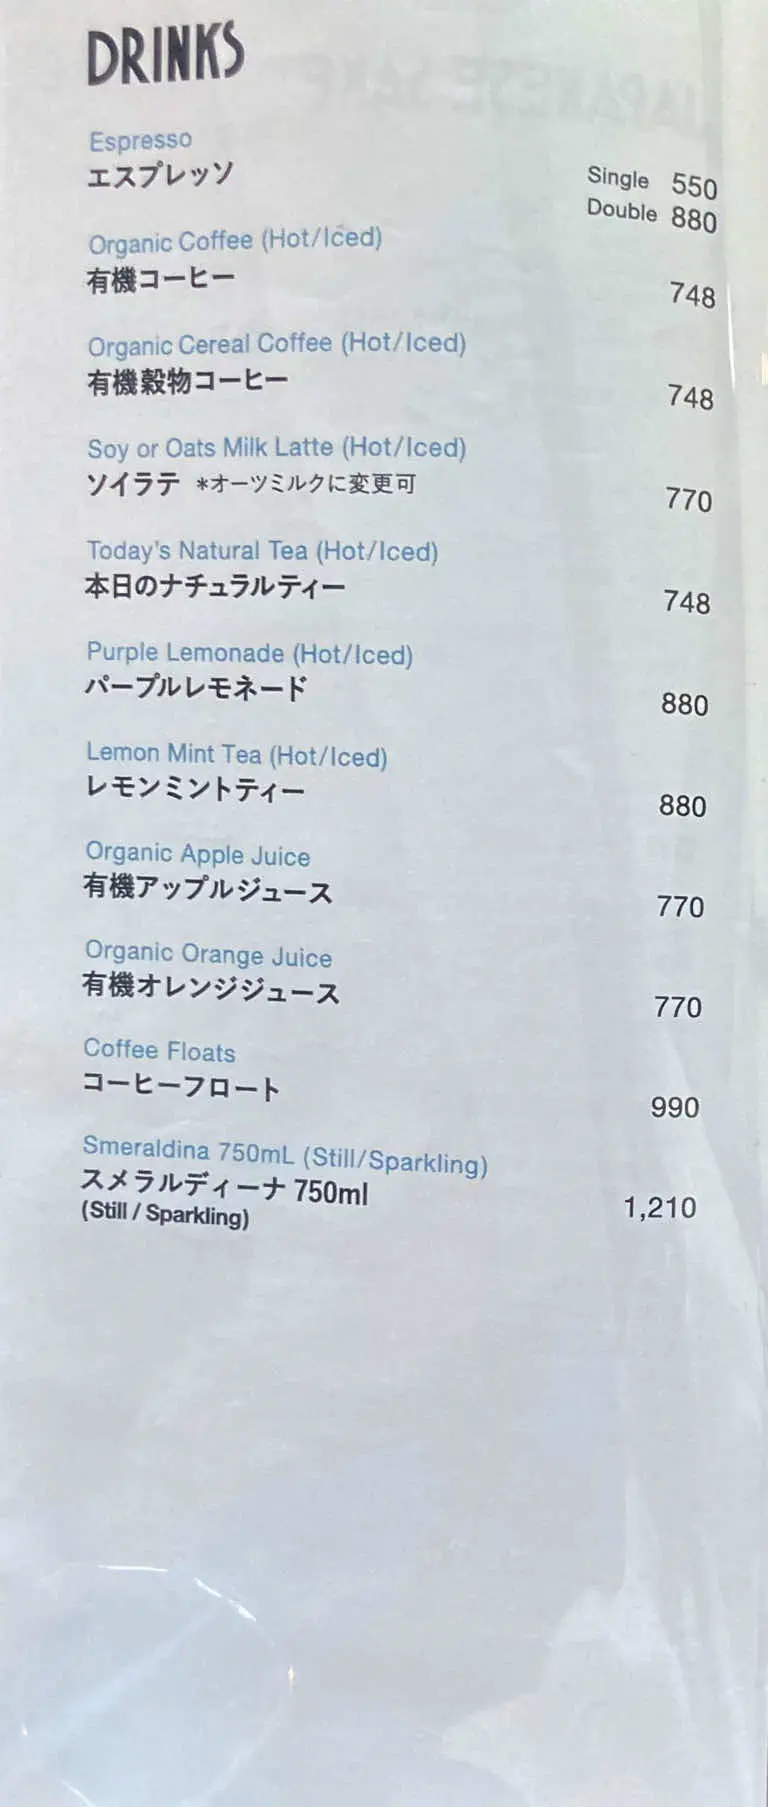 DRINKS
Espresso
エスプレッソ
Single 550
Double 880
Organic Coffee (Hot/Iced)
有機コーヒー
748
Organic Cereal Coffee (Hot/Iced)
有機穀物コーヒー
748
Soy or Oats Milk Latte (Hot/Iced)
ソイラテ *オーツミルクに変更可
770
Today's Natural Tea (Hot/Iced)
本日のナチュラルティー
748
Purple Lemonade (Hot/Iced)
パープルレモネード
880
Lemon Mint Tea (Hot/Iced)
レモンミントティー
880
Organic Apple Juice
有機アップルジュース
770
Organic Orange Juice
有機オレンジジュース
770
Coffee Floats
コーヒーフロート
990
Smeraldina 750mL (Still/Sparkling)
スメラルディーナ 750ml
(Still / Sparkling)
1,210
JAPANESE SAKE